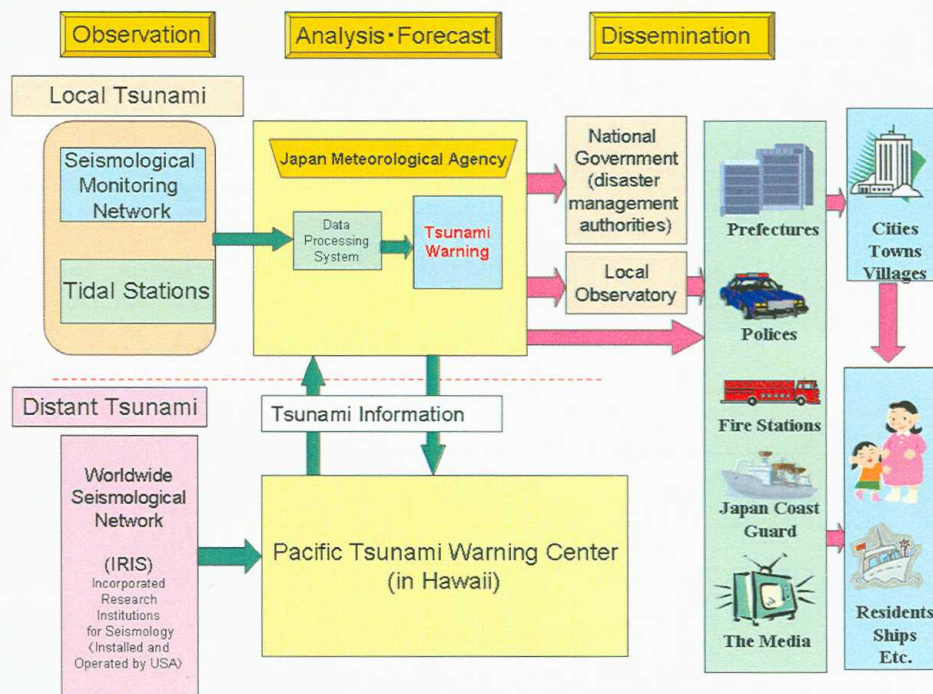 Observation
Analysis・Forecast
Dissemination
Local Tsunami
Seismological
Monitoring
Network
Tidal Stations
Japan Meteorological Agency
Data
Processing
System
Tsunami
Warning
National
Government
(disaster
management
authorities)
Local
Observatory
Prefectures
Polices
Fire Stations
Japan Coast
Guard
The Media
Cities
Towns
Villages
Residents
Ships
Etc.
Distant Tsunami
Tsunami Information
Worldwide
Seismological
Network
(IRIS)
Incorporated
Research
Institutions
for Seismology
(Installed and
Operated by USA)
Pacific Tsunami Warning Center
(in Hawaii)